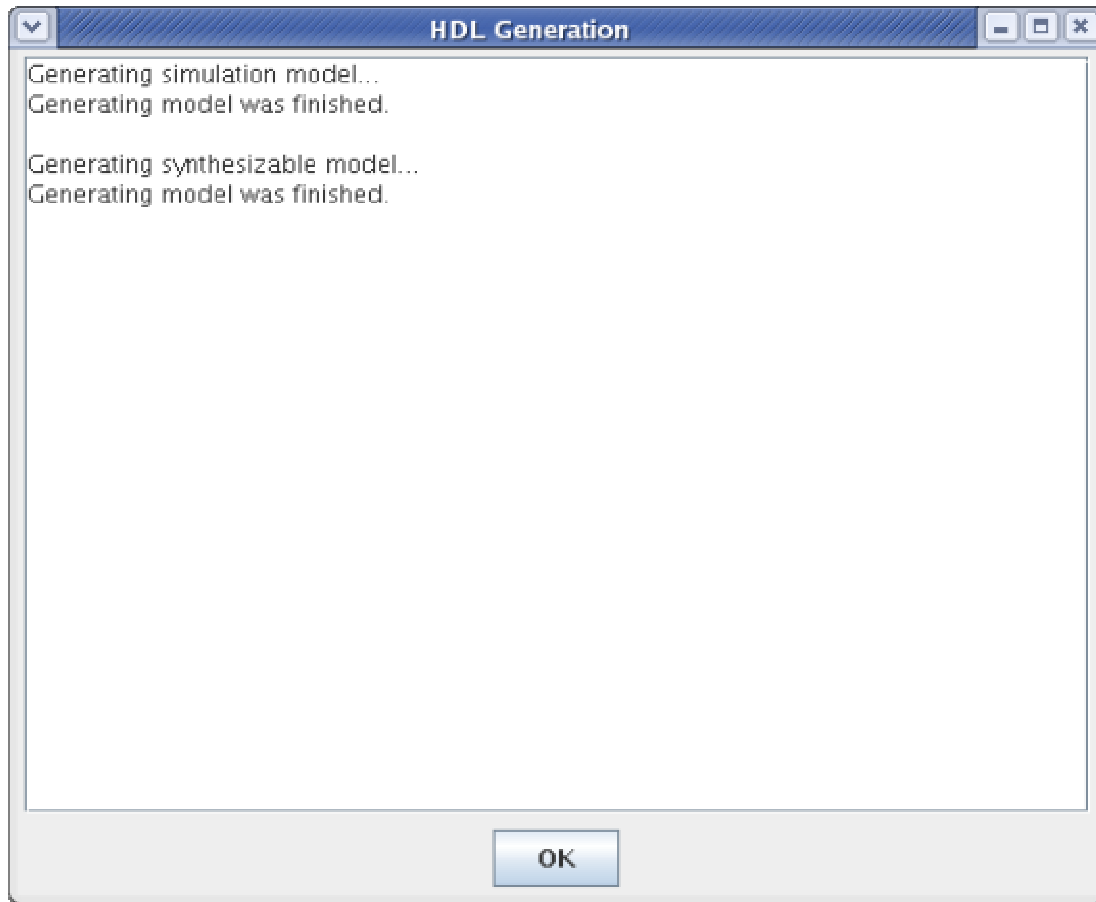 HDL Generation
Generating simulation model...
Generating model was finished.
Generating synthesizable model...
Generating model was finished.
OK